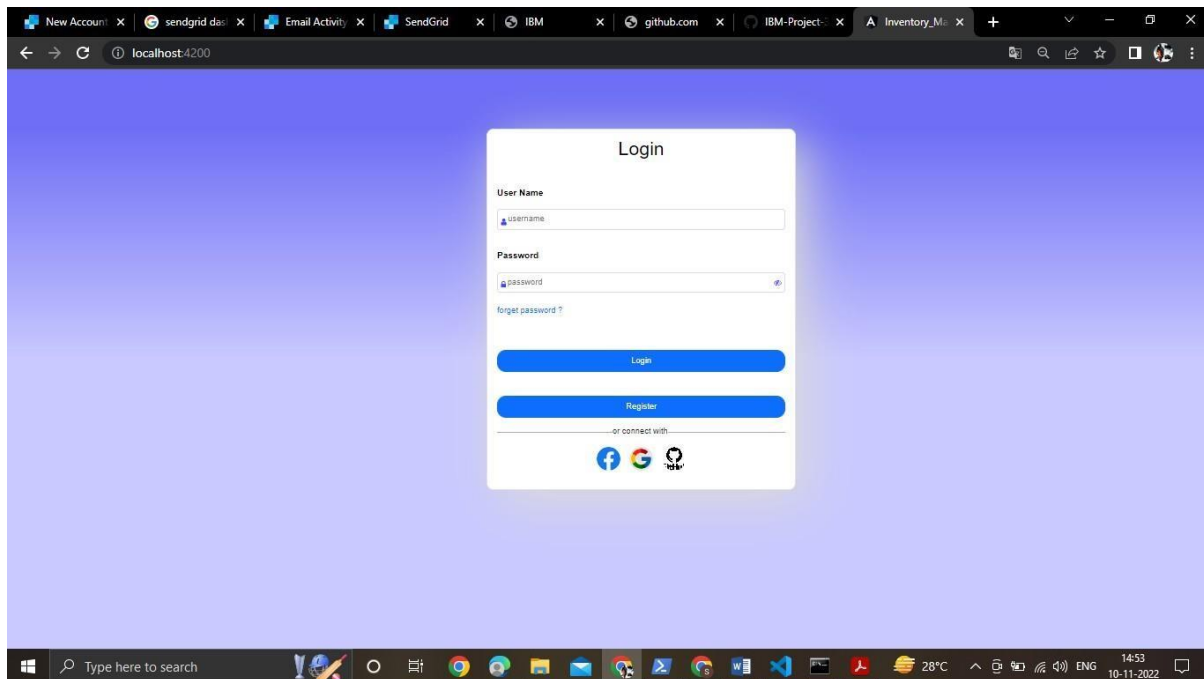 New Account
sendgrid das
Email Activity
SendGrid
IBM
github.com
IBM-Project-
Inventory_Ma
localhost:4200
Login
User Name
username
Password
password
forget password ?
Login
Register
or connect with
Type here to search
28°C
ENG
14:53
10-11-2022